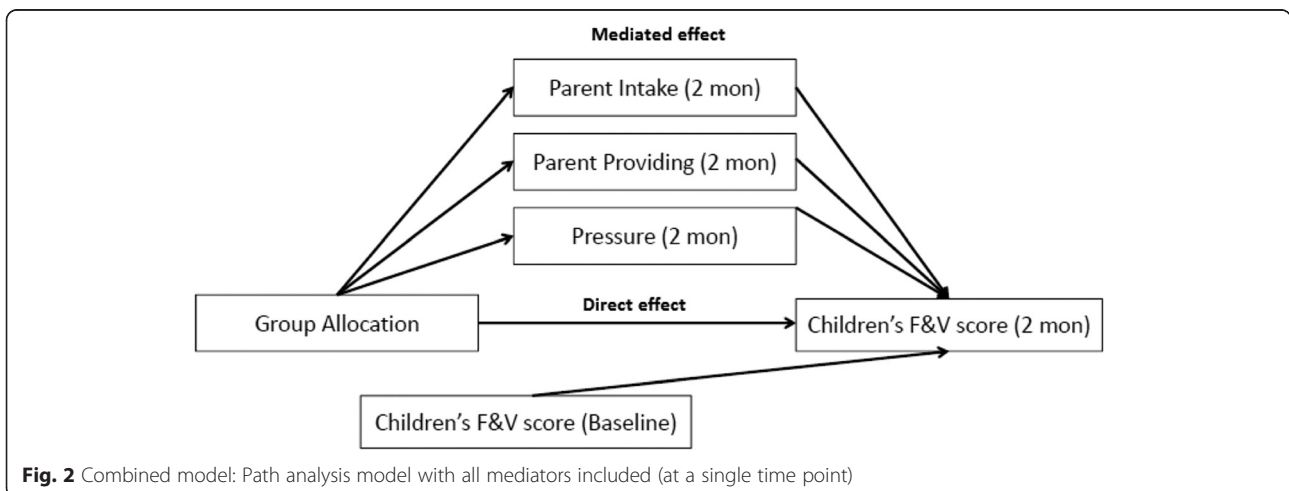 Mediated effect
Parent Intake (2 mon)
Parent Providing (2 mon)
Pressure (2 mon)
Direct effect
Group Allocation
Children's F&V score (2 mon)
Children's F&V score (Baseline)
Fig. 2 Combined model: Path analysis model with all mediators included (at a single time point)